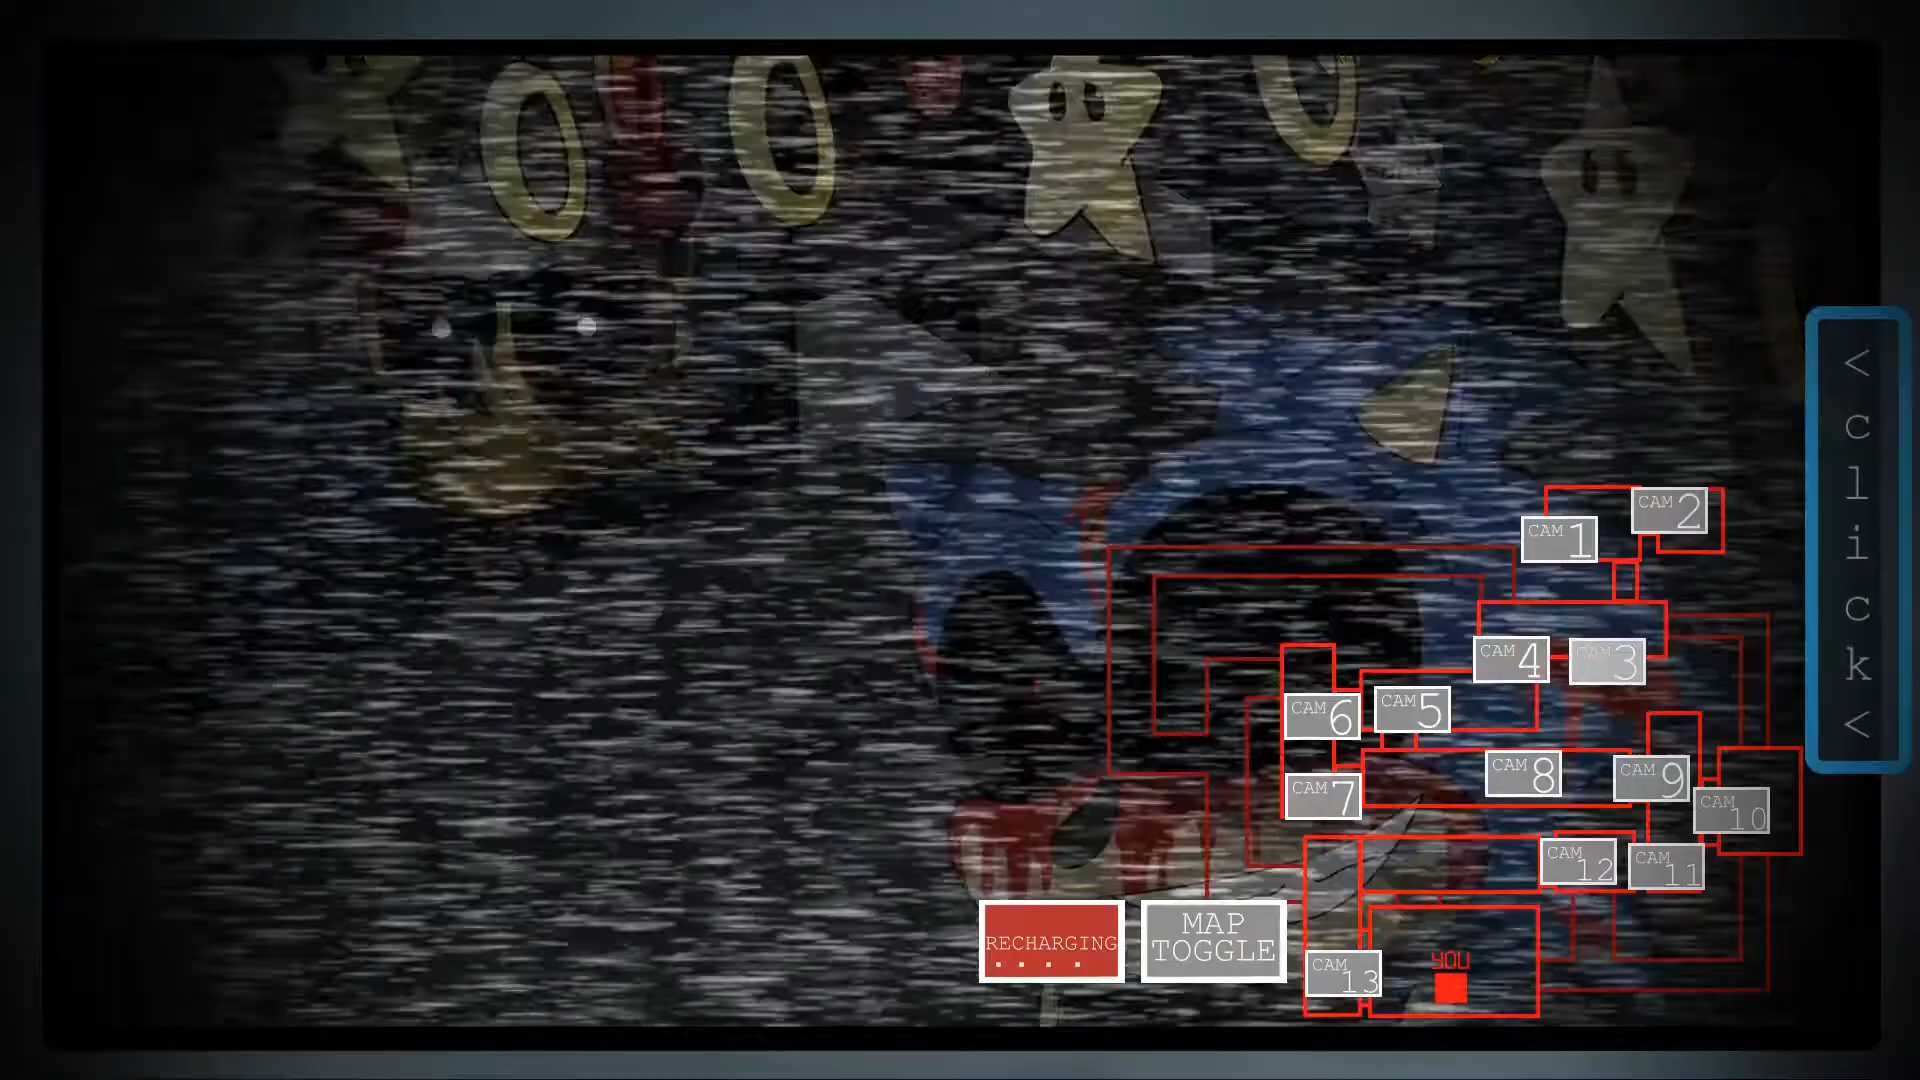 CAM 1
CAM 2
CAM 4
CAM 3
CAM 6
CAM 5
CAM 7
CAM 8
CAM 9
CAM 10
CAM 12
CAM 11
CAM 13
YOU
RECHARGING
. . . .
MAP
TOGGLE
<
c
l
i
c
k
<